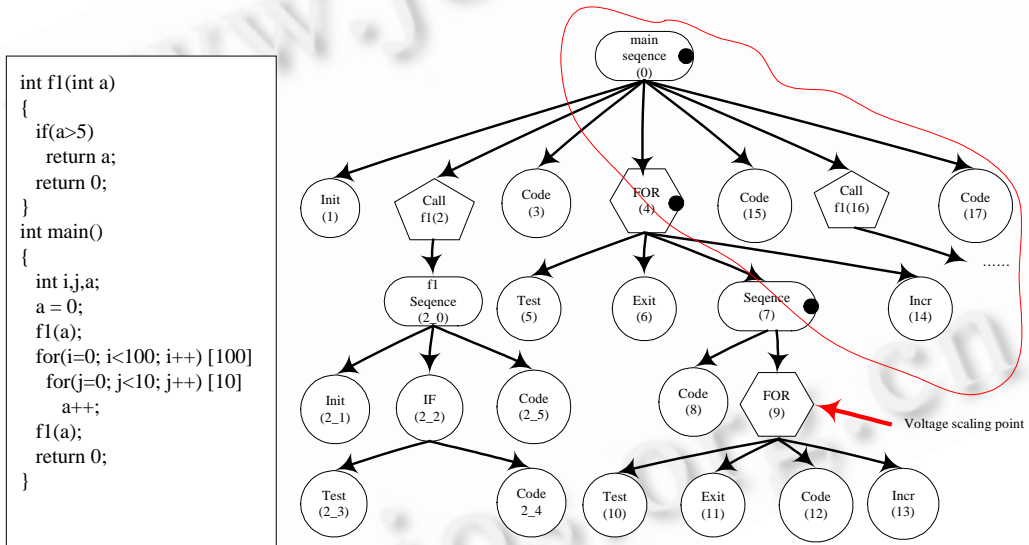 int f1(int a)
{
if(a>5)
return a;
return 0;
}
int main()
{
int i,j,a;
a = 0;
f1(a);
for(i=0; i<100; i++) [100]
for(j=0; j<10; j++) [10]
a++;
f1(a);
return 0;
}
main
seqence
(0)
Init
(1)
Call
f1(2)
Code
(3)
FOR
(4)
Code
(15)
Call
f1(16)
Code
(17)
f1
Seqence
(2_0)
Test
(5)
Exit
(6)
Seqence
(7)
Incr
(14)
......
Init
(2_1)
IF
(2_2)
Code
(2_5)
Code
(8)
FOR
(9)
Voltage scaling point
Test
(2_3)
Code
2_4
Test
(10)
Exit
(11)
Code
(12)
Incr
(13)